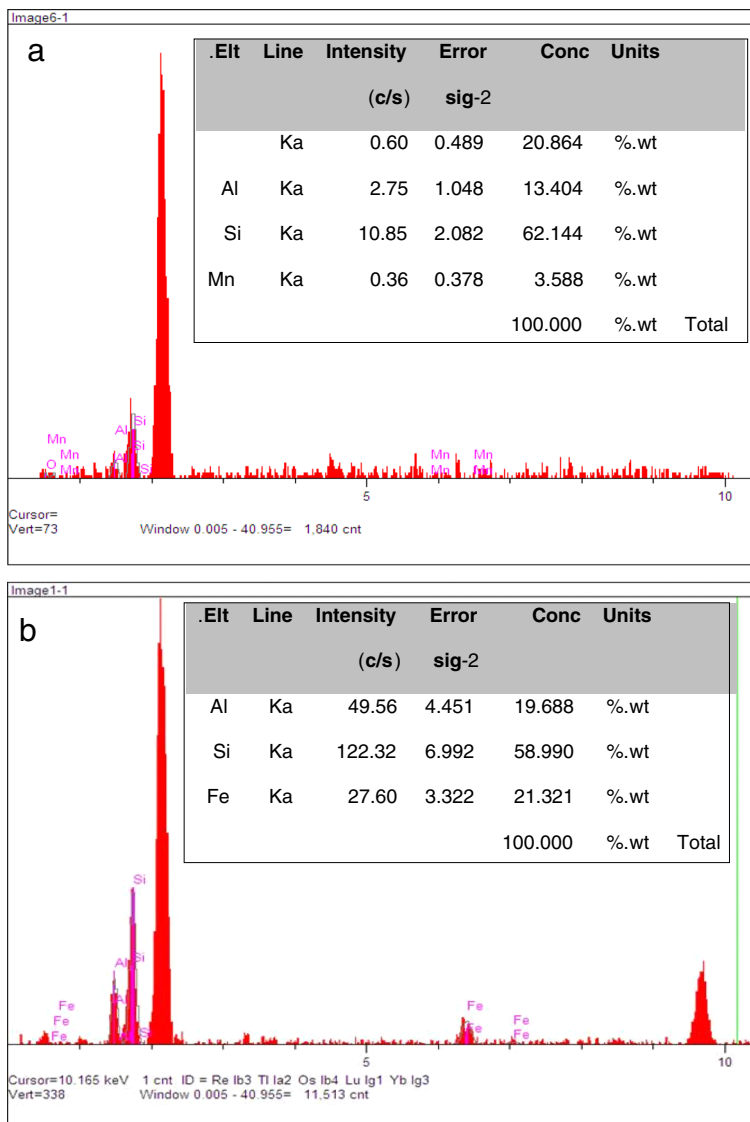 Image6-1
a
.Elt Line Intensity Error Conc Units
(c/s) sig-2
Ka 0.60 0.489 20.864 %.wt
Al Ka 2.75 1.048 13.404 %.wt
Si Ka 10.85 2.082 62.144 %.wt
Mn Ka 0.36 0.378 3.588 %.wt
100.000 %.wt Total
Si
Al
Mn
Si
Mn Mn
Mn
O
A
Mn
Si
Mn
5
10
Cursor=
Vert=73 Window 0.005 - 40.955= 1,840 cnt
Image1-1
b
.Elt Line Intensity Error Conc Units
(c/s) sig-2
Al Ka 49.56 4.451 19.688 %.wt
Si Ka 122.32 6.992 58.990 %.wt
Fe Ka 27.60 3.322 21.321 %.wt
100.000 %.wt Total
Si
Al Si
Fe
Fe
Fe
A
Fe
Fe
Fe
5
10
Cursor=10.165 keV 1 cnt ID = Re lb3 Tl la2 Os lb4 Lu lg1 Yb lg3
Vert=338 Window 0.005 - 40.955= 11,513 cnt